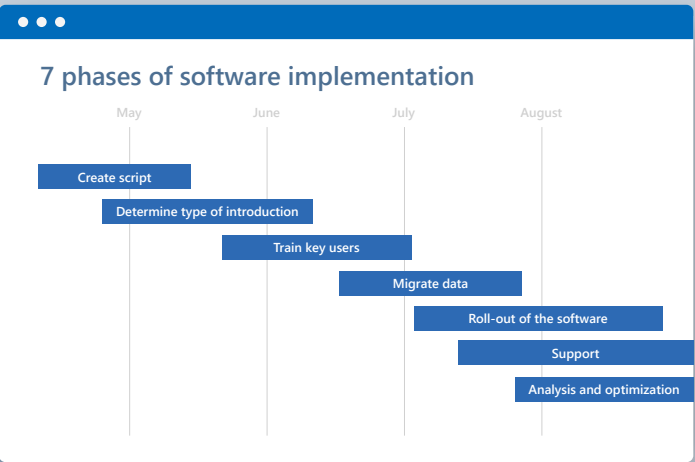 7 phases of software implementation
May June July August
Create script
Determine type of introduction
Train key users
Migrate data
Roll-out of the software
Support
Analysis and optimization